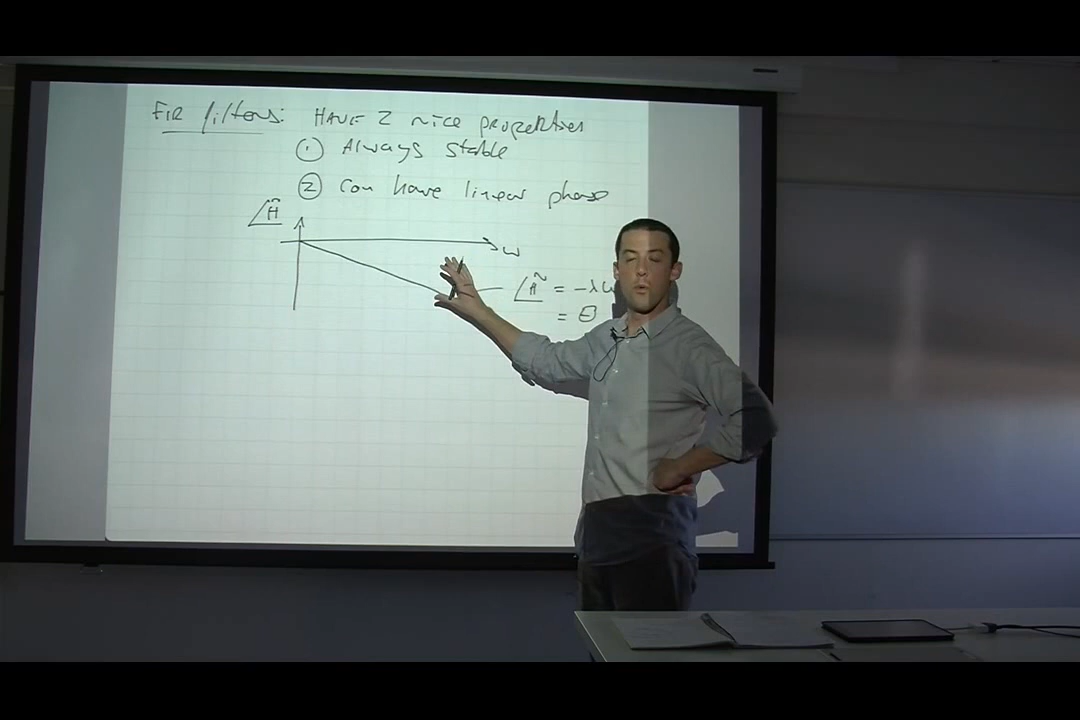 FIR filters: HAVE 2 nice properties
① Always stable
② Can have linear phase
∠H̃
ω
∠H̃ = -λω
= θ